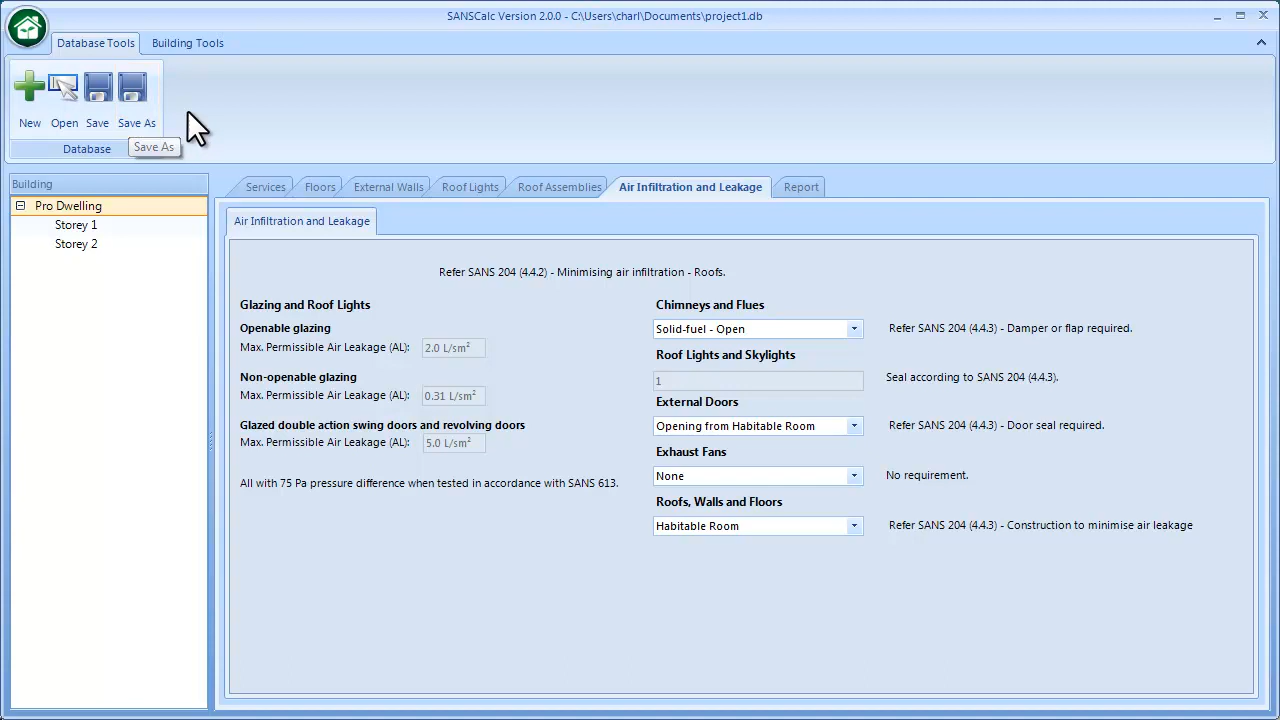 SANSCalc Version 2.0.0 - C:\Users\charl\Documents\project1.db
Database Tools
Building Tools
New
Open
Save
Save As
Database
Save As
Building
Pro Dwelling
Storey 1
Storey 2
Services
Floors
External Walls
Roof Lights
Roof Assemblies
Air Infiltration and Leakage
Report
Air Infiltration and Leakage
Refer SANS 204 (4.4.2) - Minimising air infiltration - Roofs.
Glazing and Roof Lights
Openable glazing
Max. Permissible Air Leakage (AL): 2.0 L/sm²
Non-openable glazing
Max. Permissible Air Leakage (AL): 0.31 L/sm²
Glazed double action swing doors and revolving doors
Max. Permissible Air Leakage (AL): 5.0 L/sm²
All with 75 Pa pressure difference when tested in accordance with SANS 613.
Chimneys and Flues
Solid-fuel - Open
Refer SANS 204 (4.4.3) - Damper or flap required.
Roof Lights and Skylights
1
Seal according to SANS 204 (4.4.3).
External Doors
Opening from Habitable Room
Refer SANS 204 (4.4.3) - Door seal required.
Exhaust Fans
None
No requirement.
Roofs, Walls and Floors
Habitable Room
Refer SANS 204 (4.4.3) - Construction to minimise air leakage